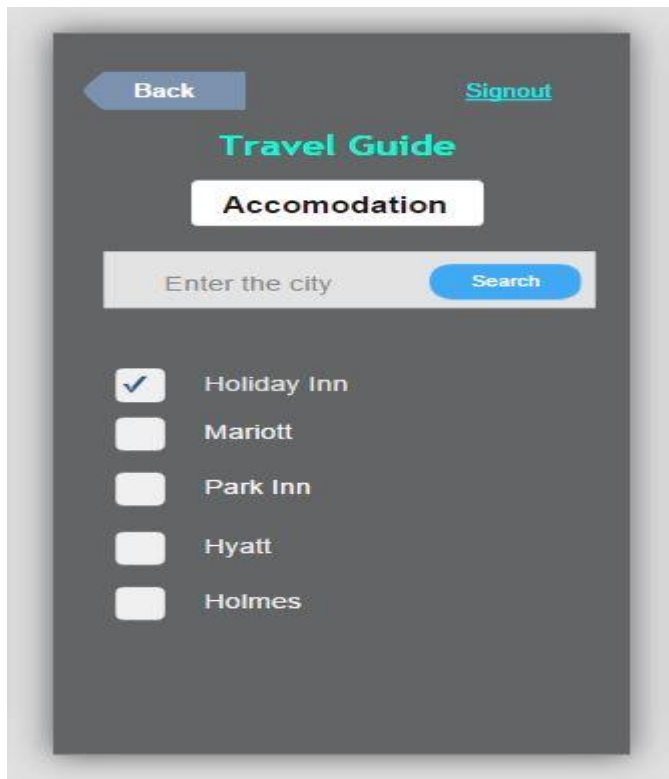 Back
Signout
Travel Guide
Accomodation
Enter the city
Search
Holiday Inn
Mariott
Park Inn
Hyatt
Holmes